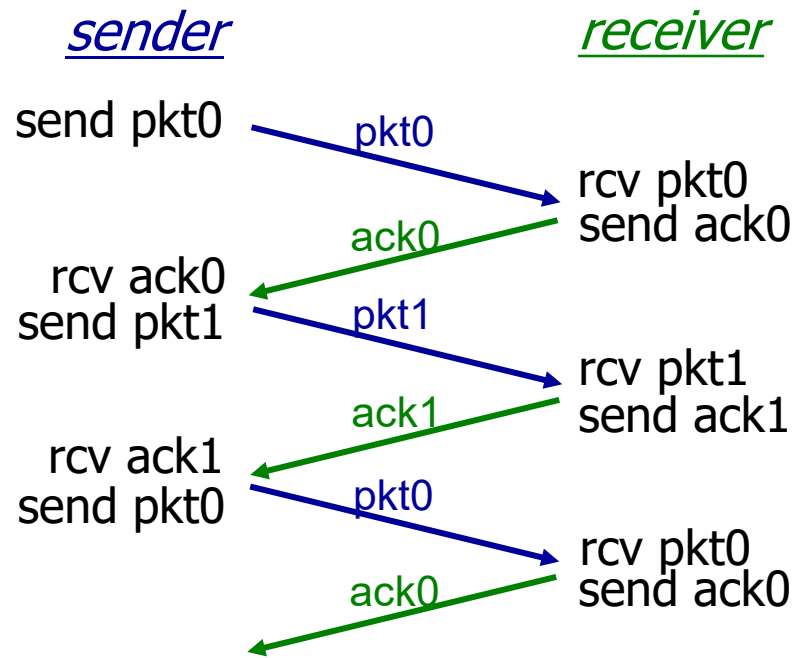 sender
receiver
send pkt0
pkt0
rcv pkt0
send ack0
ack0
rcv ack0
send pkt1
pkt1
rcv pkt1
send ack1
ack1
rcv ack1
send pkt0
pkt0
rcv pkt0
send ack0
ack0